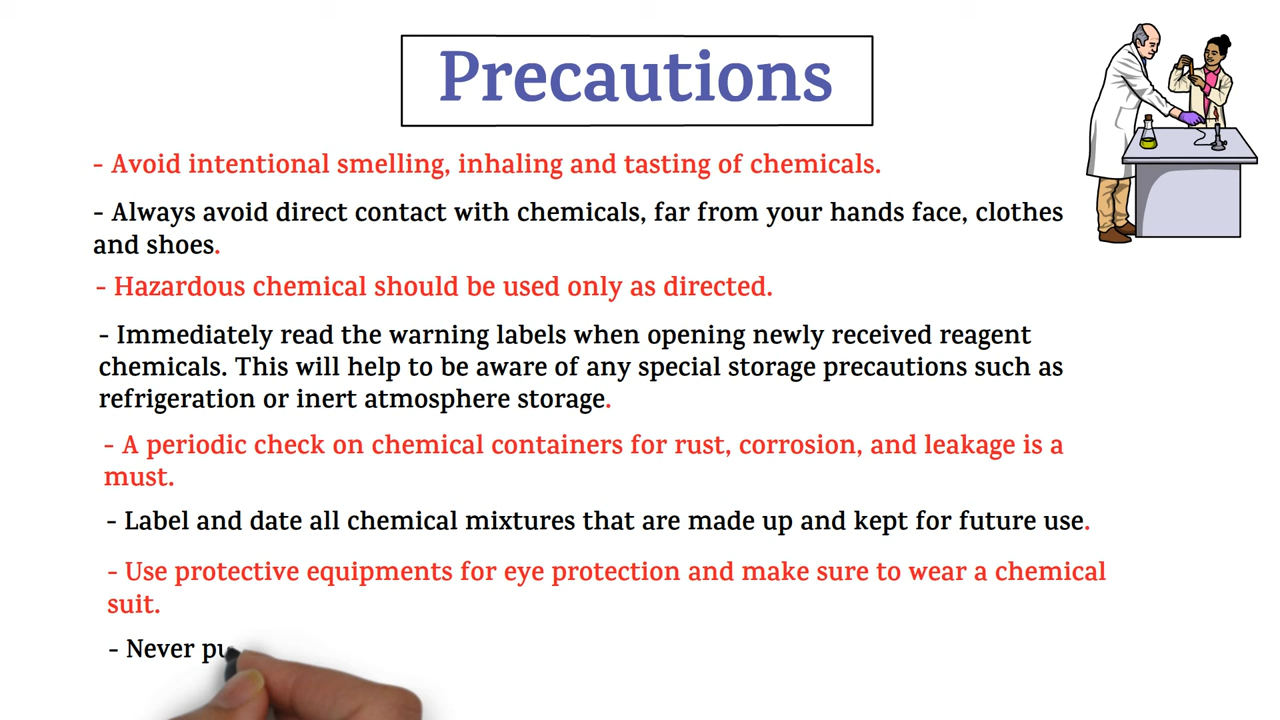 Precautions
- Avoid intentional smelling, inhaling and tasting of chemicals.
- Always avoid direct contact with chemicals, far from your hands face, clothes
and shoes.
- Hazardous chemical should be used only as directed.
- Immediately read the warning labels when opening newly received reagent
chemicals. This will help to be aware of any special storage precautions such as
refrigeration or inert atmosphere storage.
- A periodic check on chemical containers for rust, corrosion, and leakage is a
must.
- Label and date all chemical mixtures that are made up and kept for future use.
- Use protective equipments for eye protection and make sure to wear a chemical
suit.
- Never